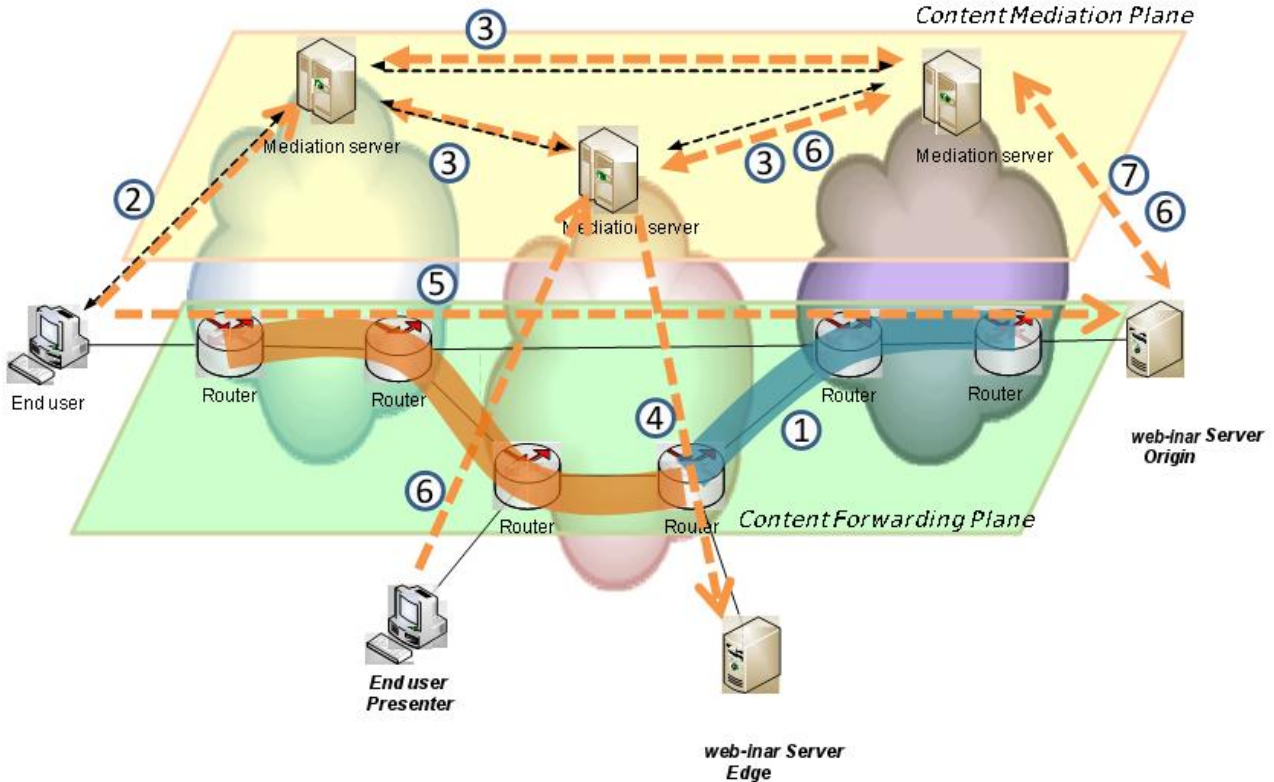 Content Mediation Plane
3
Mediation server
Mediation server
3
3 6
2
7
6
Mediation server
5
Router
Router
Router
Router
End user
4
1
web-inar Server
Origin
6
Router
Router
Content Forwarding Plane
End user
Presenter
web-inar Server
Edge